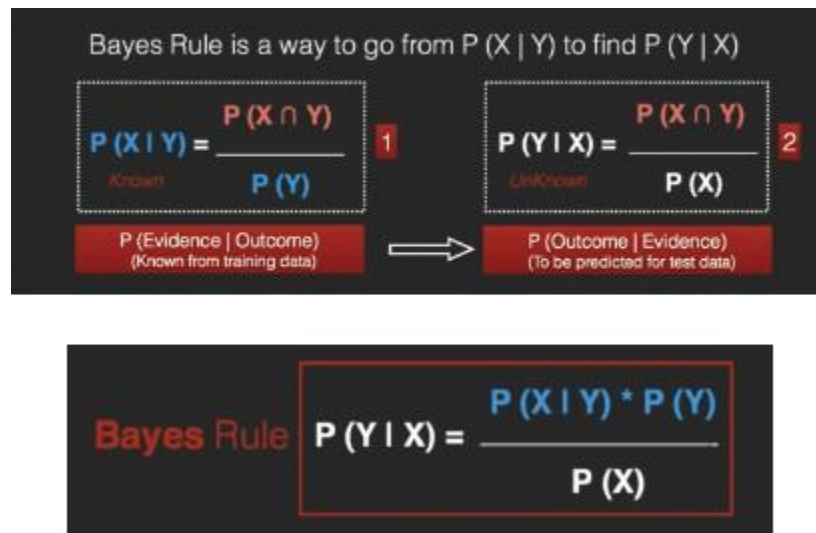 Bayes Rule is a way to go from P (X | Y) to find P (Y | X)
P (X | Y) = P (X ∩ Y) / P (Y) 1
Known
P (Y | X) = P (X ∩ Y) / P (X) 2
UnKnown
P (Evidence | Outcome)
(Known from training data)
P (Outcome | Evidence)
(To be predicted for test data)
Bayes Rule P (Y | X) = P (X | Y) * P (Y) / P (X)